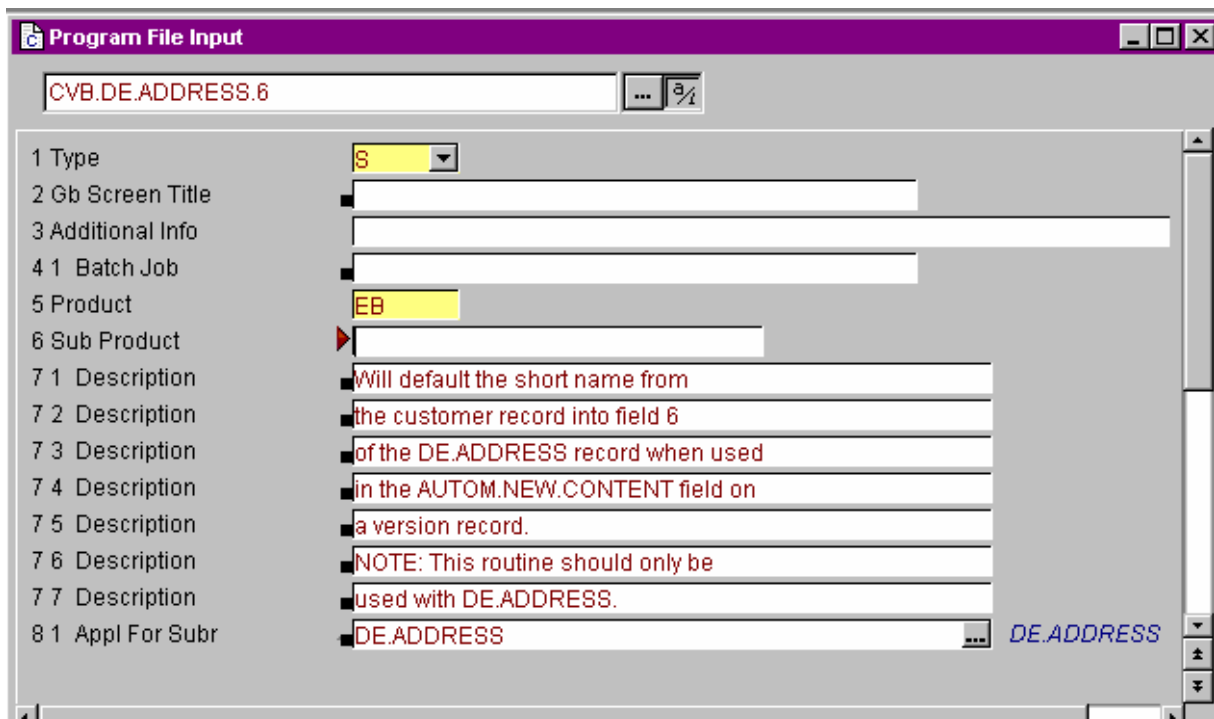 Program File Input
CVB.DE.ADDRESS.6 ...
1 Type S
2 Gb Screen Title
3 Additional Info
4 1 Batch Job
5 Product EB
6 Sub Product
7 1 Description Will default the short name from
7 2 Description the customer record into field 6
7 3 Description of the DE.ADDRESS record when used
7 4 Description in the AUTOM.NEW.CONTENT field on
7 5 Description a version record.
7 6 Description NOTE: This routine should only be
7 7 Description used with DE.ADDRESS.
8 1 Appl For Subr DE.ADDRESS ... DE.ADDRESS